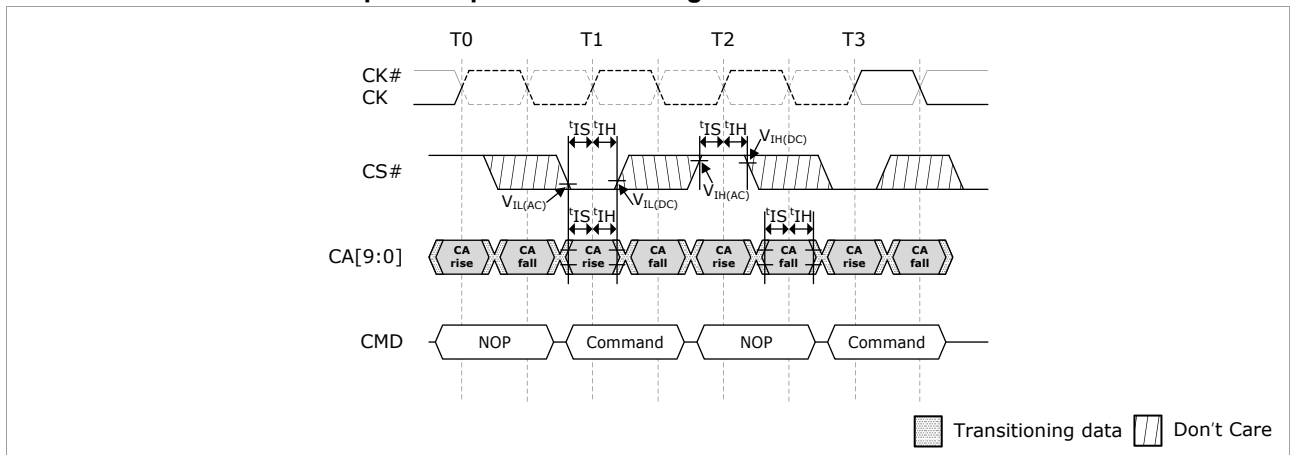 T0 T1 T2 T3
CK#
CK
tIS tIH tIS tIH
VIH(DC)
CS#
VIL(AC) VIL(DC) VIH(AC)
tIS tIH tIS tIH
CA[9:0] CA rise CA fall CA rise CA fall CA rise CA fall CA rise CA fall
CMD NOP Command NOP Command
Transitioning data Don't Care